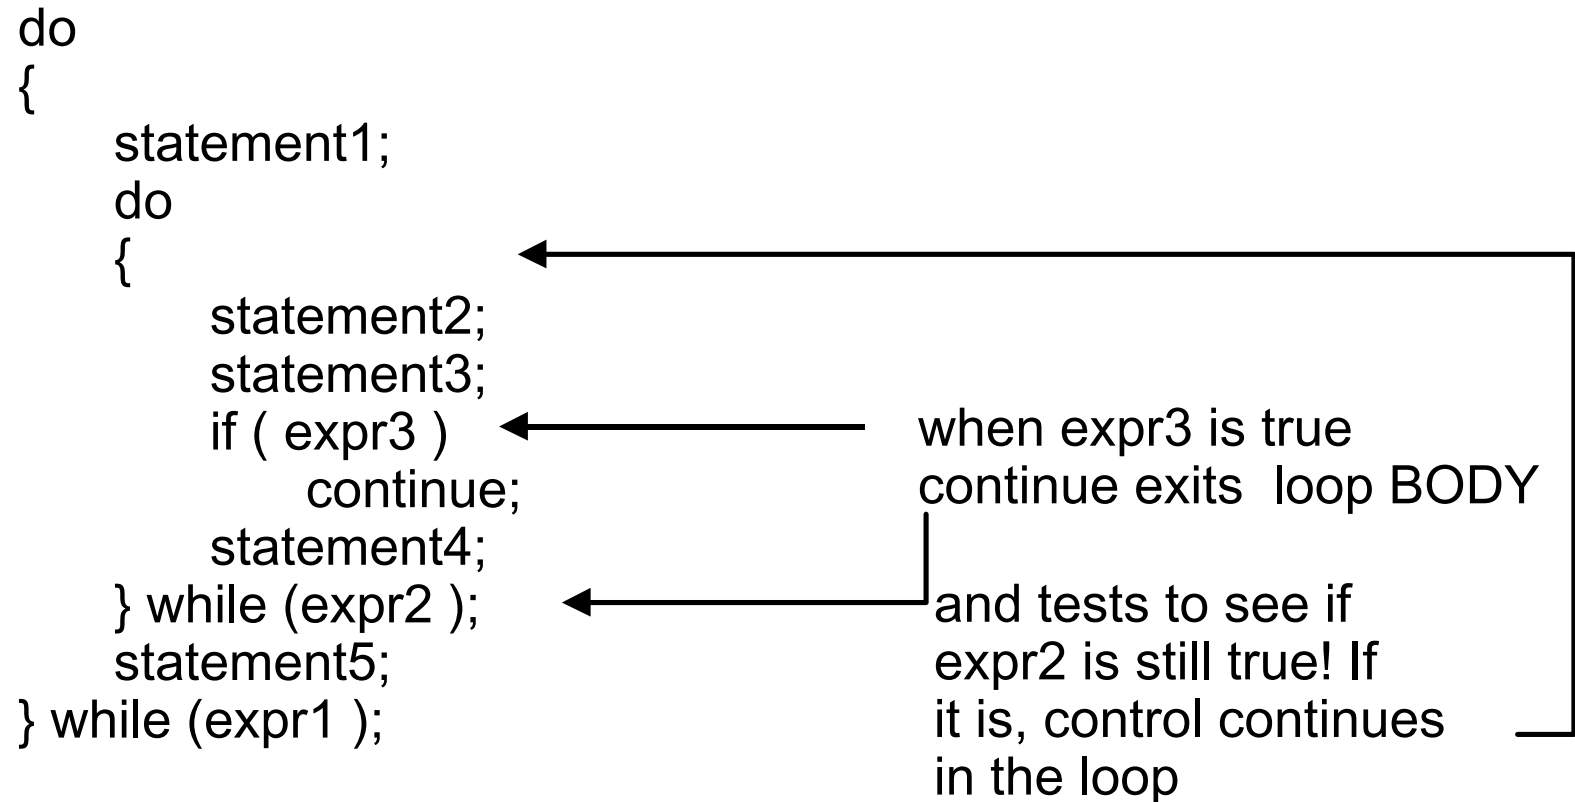 do
{
statement1;
do
{
statement2;
statement3;
if ( expr3 )
continue;
statement4;
} while (expr2 );
statement5;
} while (expr1 );
when expr3 is true
continue exits  loop BODY
and tests to see if
expr2 is still true! If
it is, control continues
in the loop